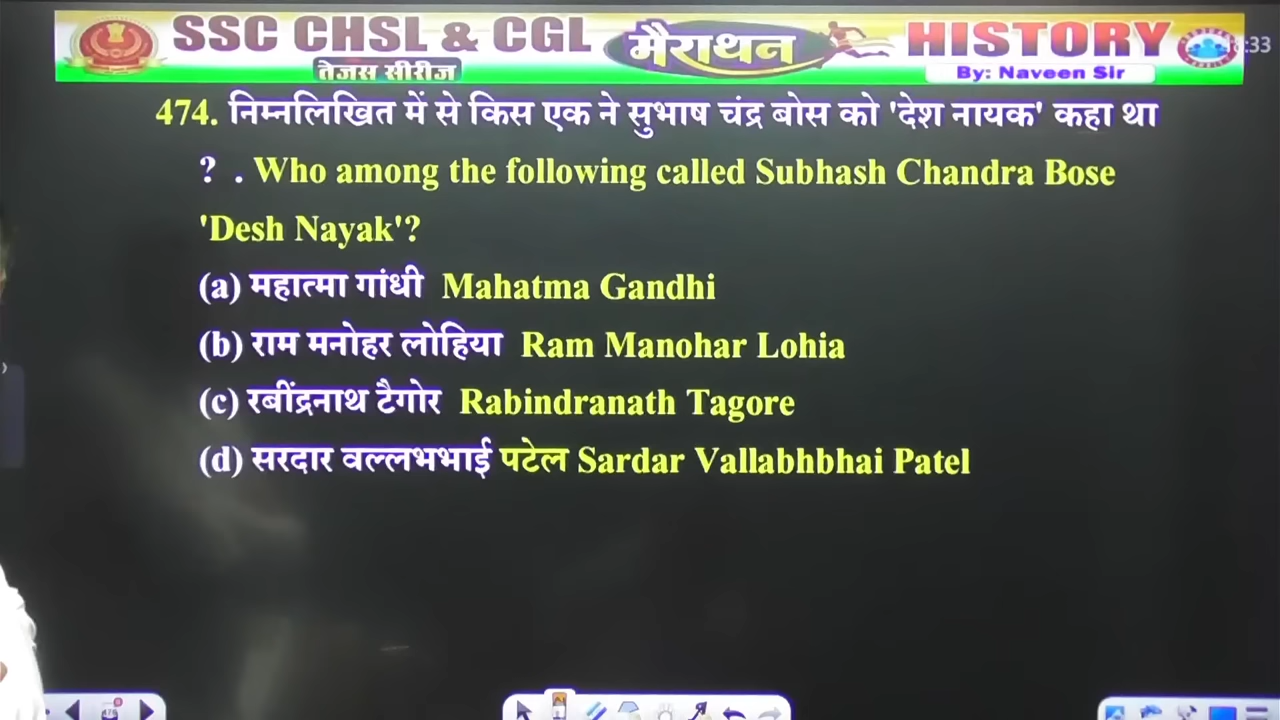 SSC CHSL & CGL मैराथन HISTORY
तेजस सीरीज By: Naveen Sir
474. निम्नलिखित में से किस एक ने सुभाष चंद्र बोस को 'देश नायक' कहा था
? . Who among the following called Subhash Chandra Bose
'Desh Nayak'?
(a) महात्मा गांधी Mahatma Gandhi
(b) राम मनोहर लोहिया Ram Manohar Lohia
(c) रबींद्रनाथ टैगोर Rabindranath Tagore
(d) सरदार वल्लभभाई पटेल Sardar Vallabhbhai Patel